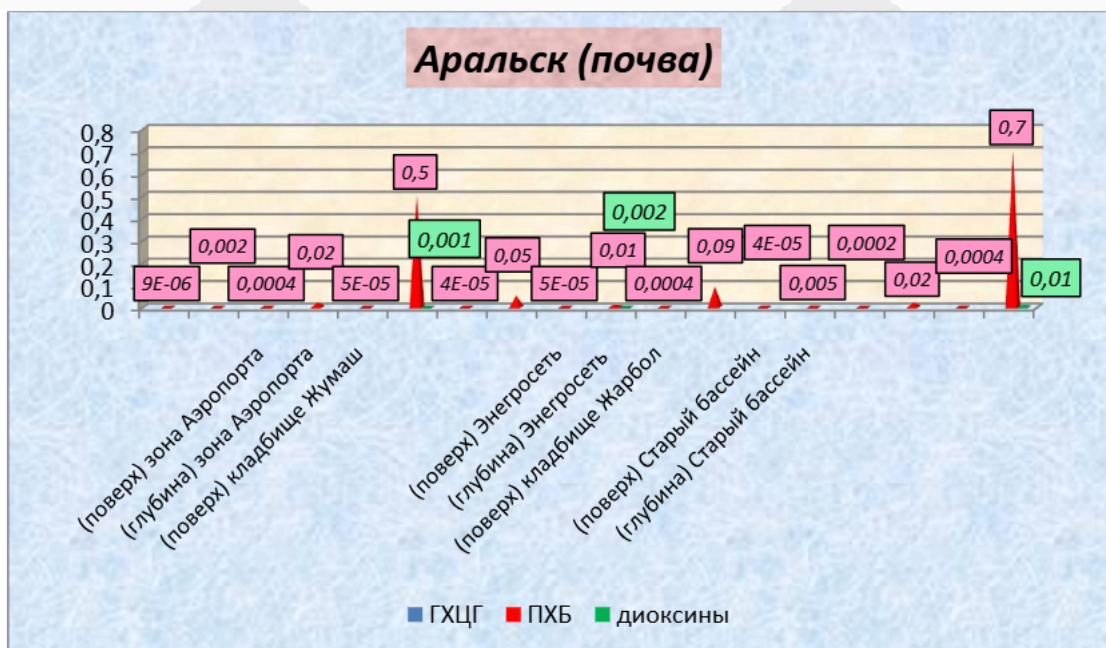 Аральск (почва)
0,8
0,7
0,6
0,5
0,4
0,3
0,2
0,1
0
9E-06
0,002
0,0004
0,02
5E-05
0,5
0,001
4E-05
0,05
5E-05
0,01
0,002
0,0004
0,09
4E-05
0,005
0,0002
0,02
0,0004
0,7
0,01
(поверх) зона Аэропорта
(глубина) зона Аэропорта
(поверх) кладбище Жумаш
(поверх) Энегросеть
(глубина) Энегросеть
(поверх) кладбище Жарбол
(поверх) Старый бассейн
(глубина) Старый бассейн
ГХЦГ ПХБ диоксины